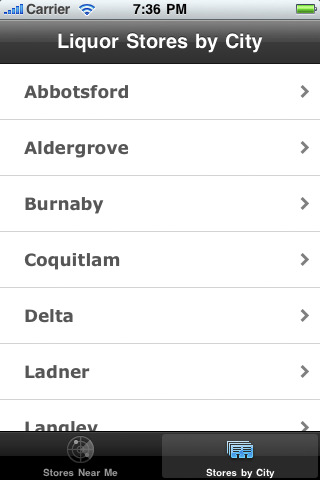 Carrier 7:36 PM
Liquor Stores by City
Abbotsford
Aldergrove
Burnaby
Coquitlam
Delta
Ladner
Langley
Stores Near Me
Stores by City